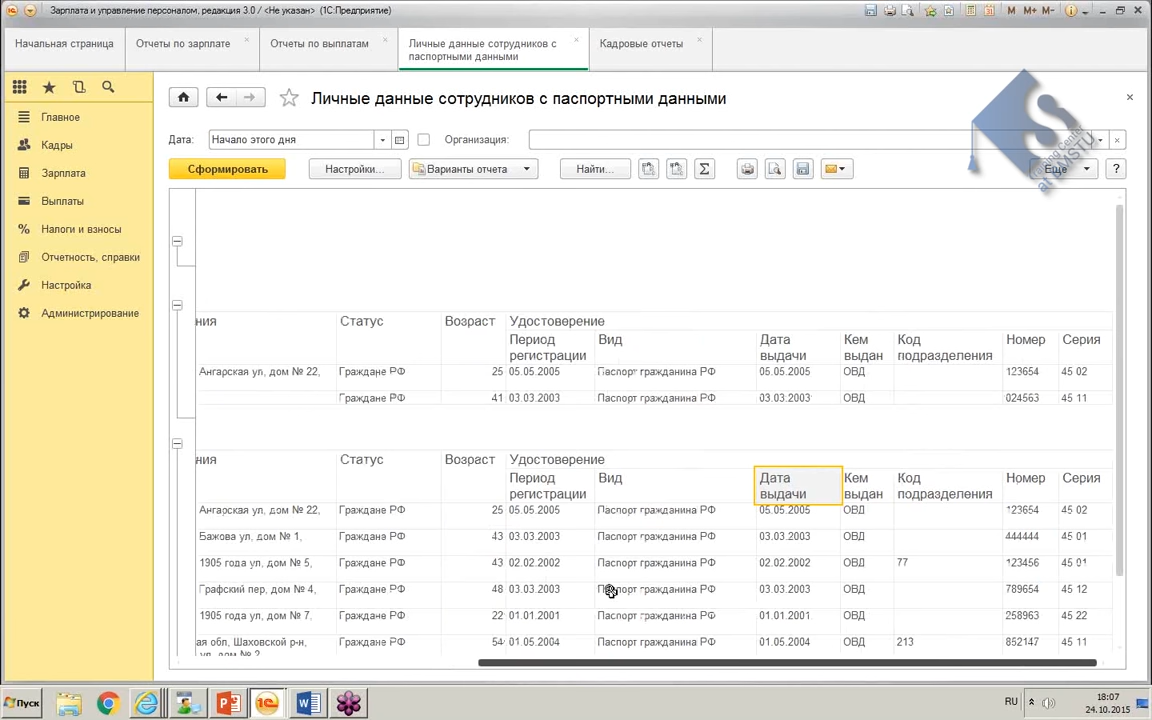 Зарплата и управление персоналом, редакция 3.0 / <Не указан> (1С:Предприятие)
M M+ M-
Начальная страница
Отчеты по зарплате
Отчеты по выплатам
Личные данные сотрудников с паспортными данными
Кадровые отчеты
Главное
Кадры
Зарплата
Выплаты
Налоги и взносы
Отчетность, справки
Настройка
Администрирование
Личные данные сотрудников с паспортными данными
Дата: Начало этого дня Организация:
Сформировать Настройки... Варианты отчета Найти... Σ Еще ?
ния Статус Возраст Удостоверение
Период регистрации Вид Дата выдачи Кем выдан Код подразделения Номер Серия
Ангарская ул, дом № 22, Граждане РФ 25 05.05.2005 Паспорт гражданина РФ 05.05.2005 ОВД 123654 45 02
Граждане РФ 41 03.03.2003 Паспорт гражданина РФ 03.03.2003 ОВД 024563 45 11
ния Статус Возраст Удостоверение
Период регистрации Вид Дата выдачи Кем выдан Код подразделения Номер Серия
Ангарская ул, дом № 22, Граждане РФ 25 05.05.2005 Паспорт гражданина РФ 05.05.2005 ОВД 123654 45 02
Бажова ул, дом № 1, Граждане РФ 43 03.03.2003 Паспорт гражданина РФ 03.03.2003 ОВД 444444 45 01
1905 года ул, дом № 5, Граждане РФ 43 02.02.2002 Паспорт гражданина РФ 02.02.2002 ОВД 77 123456 45 01
Графский пер, дом № 4, Граждане РФ 48 03.03.2003 Паспорт гражданина РФ 03.03.2003 ОВД 789654 45 12
1905 года ул, дом № 7, Граждане РФ 22 01.01.2001 Паспорт гражданина РФ 01.01.2001 ОВД 258963 45 22
ая обл, Шаховской р-н, Граждане РФ 54 01.05.2004 Паспорт гражданина РФ 01.05.2004 ОВД 213 852147 45 11
ул, дом № 2
Пуск
RU
18:07
24.10.2015